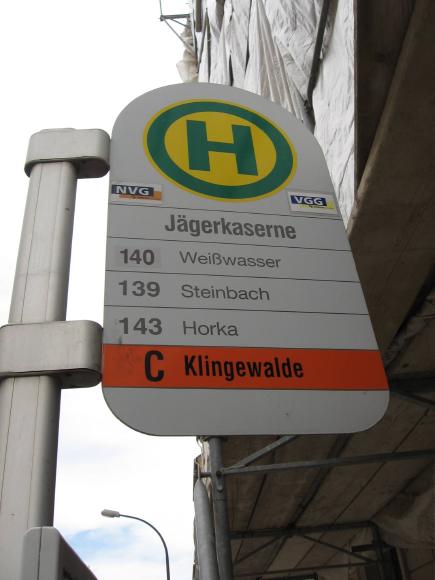 H
NVG VGG
Jägerkaserne
140 Weißwasser
139 Steinbach
143 Horka
C Klingewalde